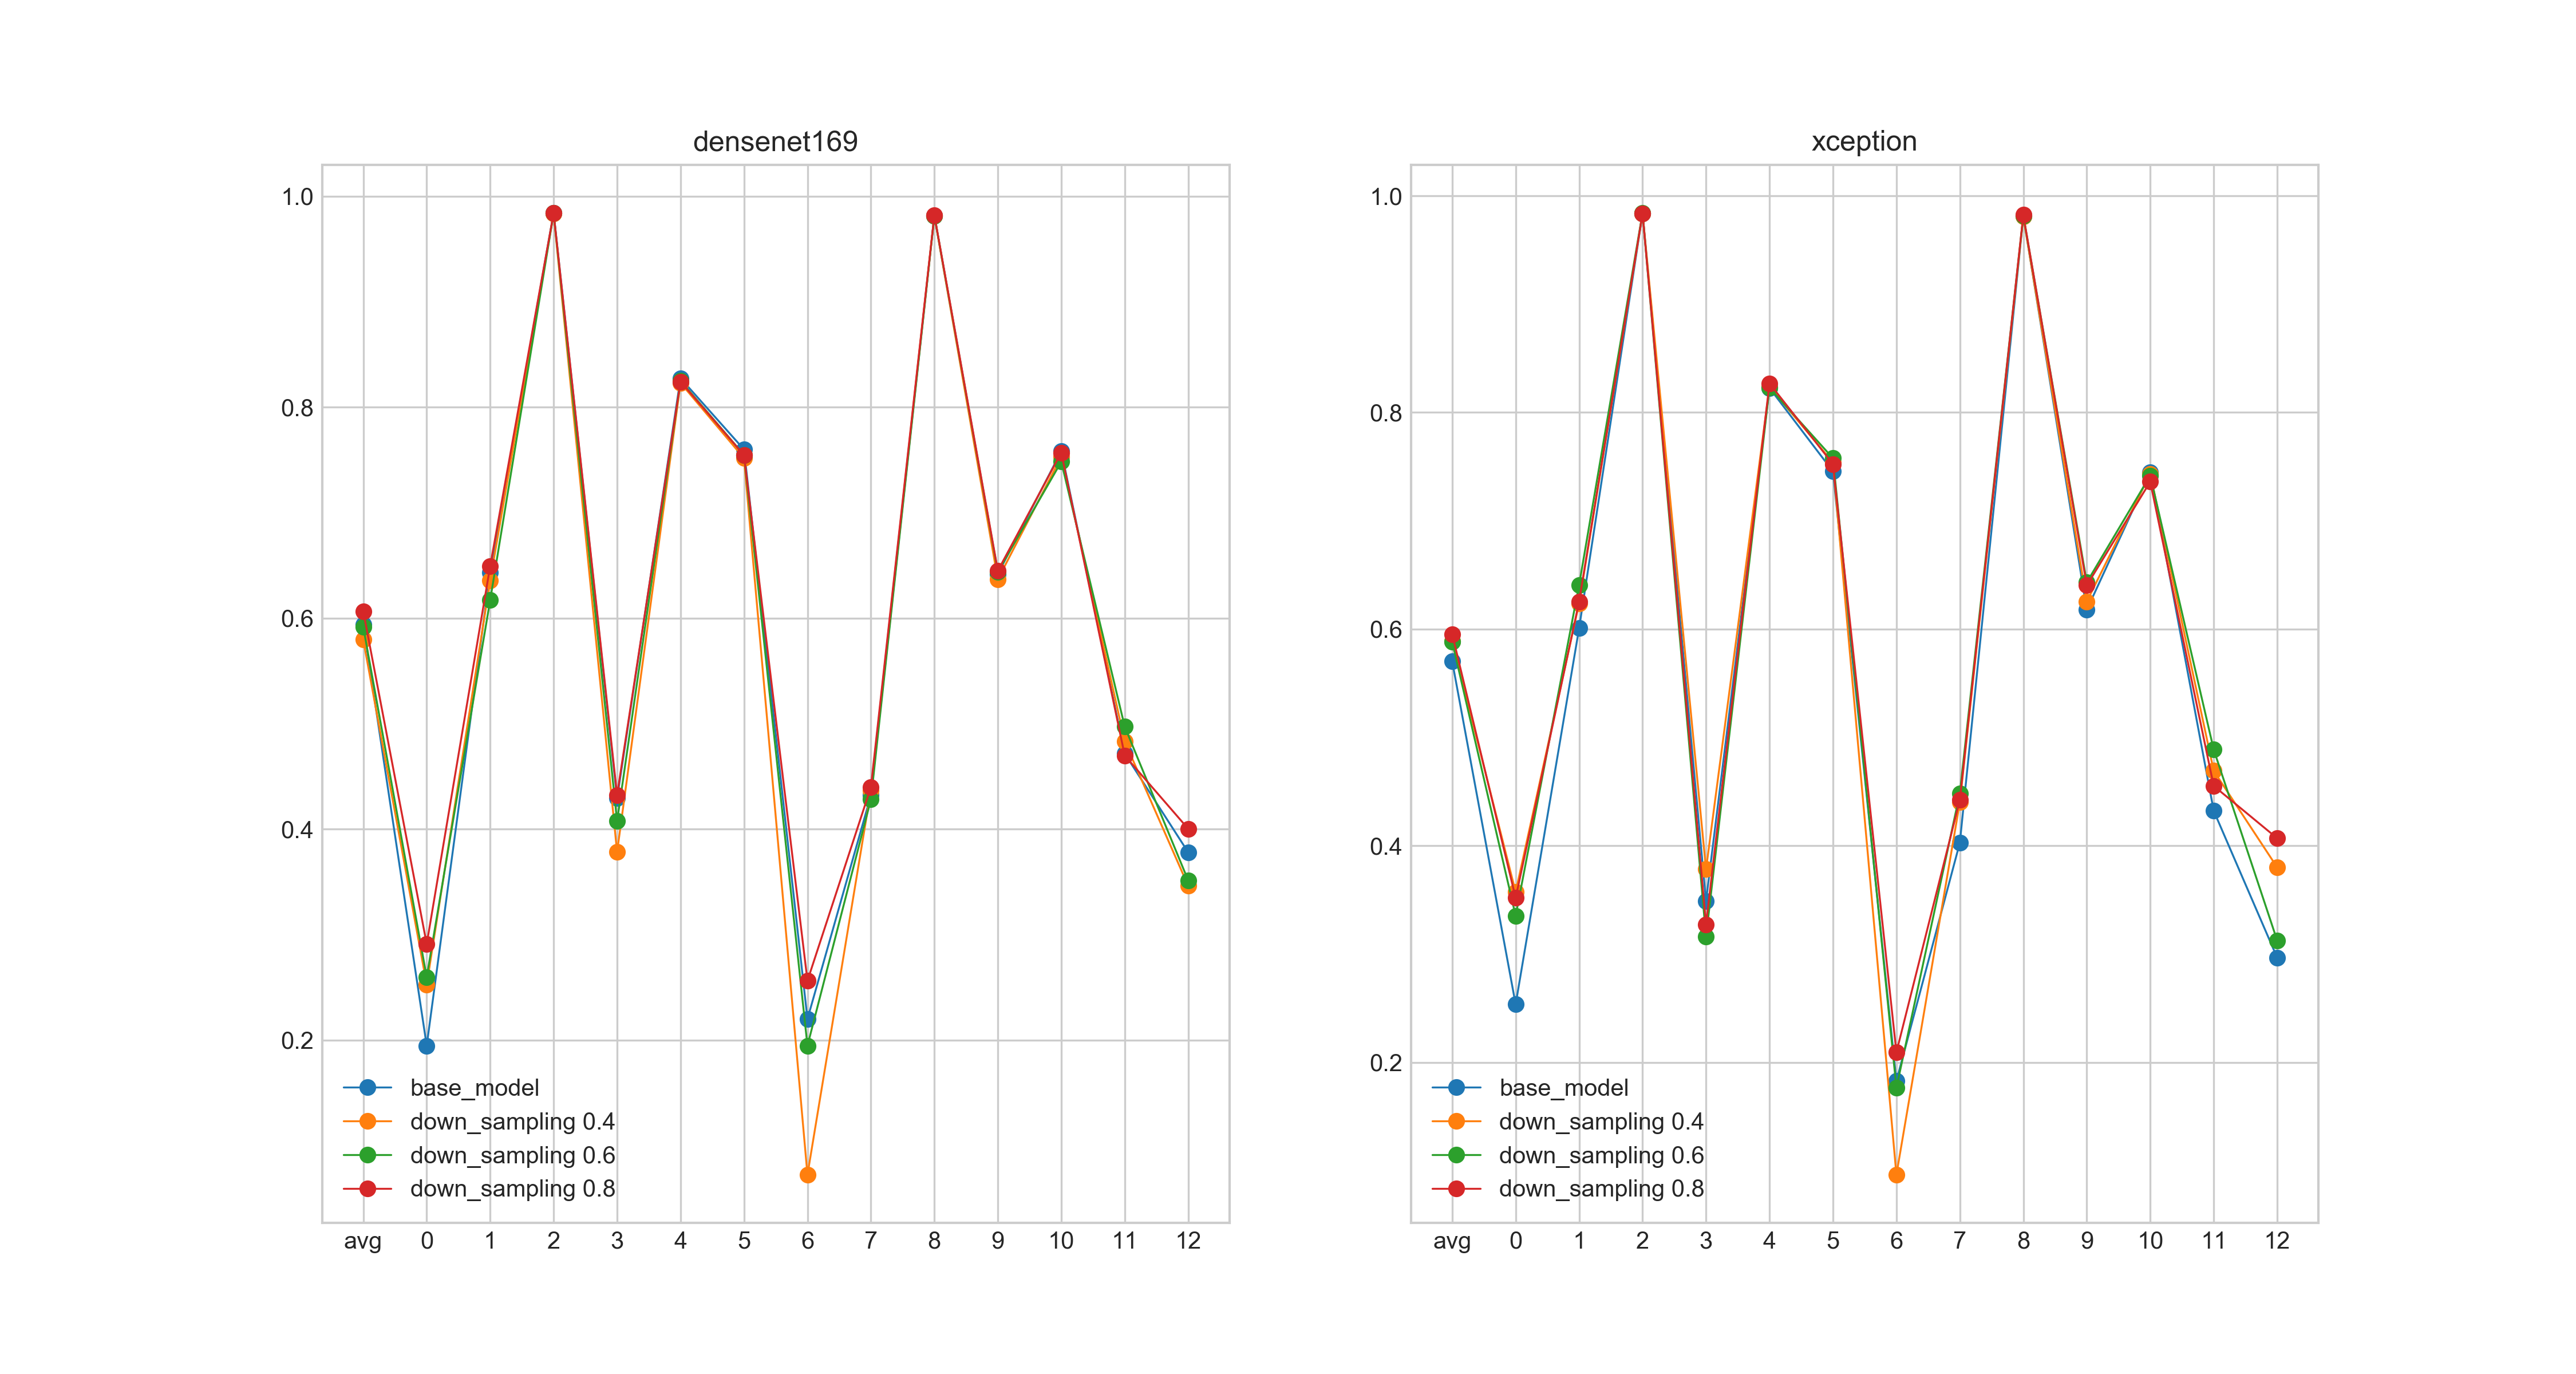 densenet169
1.0
0.8
0.6
0.4
0.2
base_model
down_sampling 0.4
down_sampling 0.6
down_sampling 0.8
avg 0 1 2 3 4 5 6 7 8 9 10 11 12
xception
1.0
0.8
0.6
0.4
0.2
base_model
down_sampling 0.4
down_sampling 0.6
down_sampling 0.8
avg 0 1 2 3 4 5 6 7 8 9 10 11 12